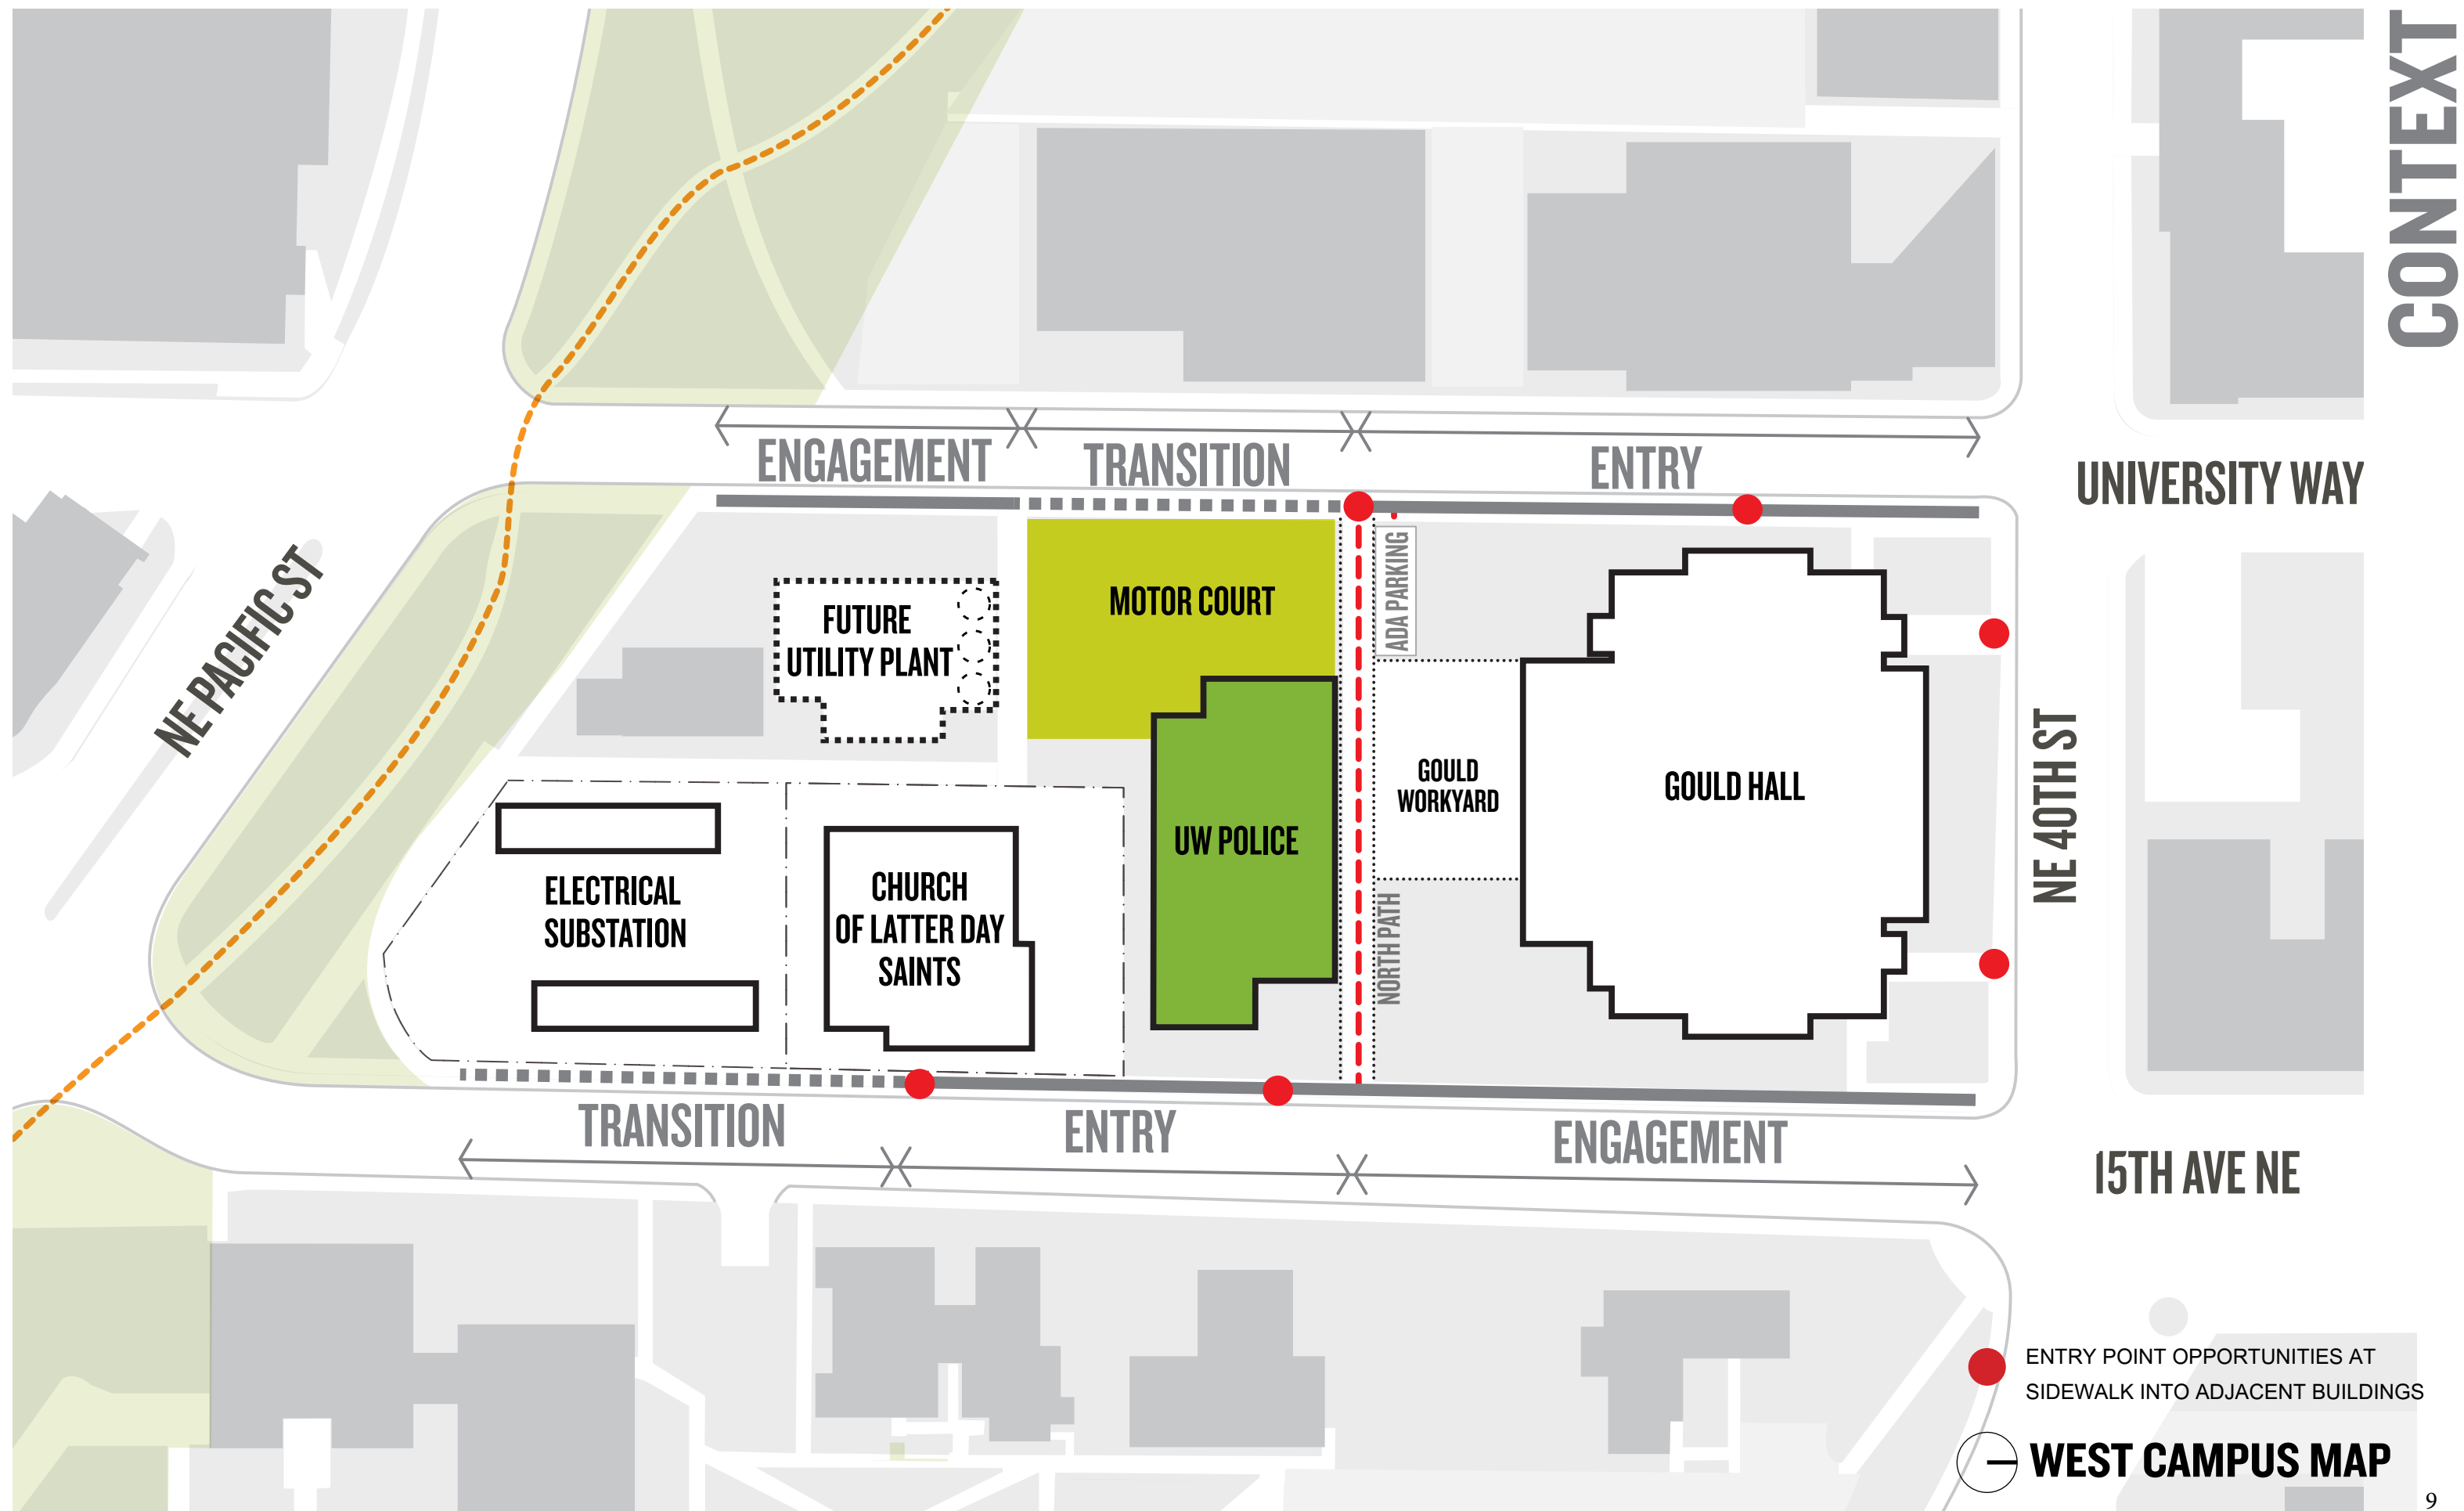 CONTEXT
ENGAGEMENT
TRANSITION
ENTRY
UNIVERSITY WAY
NE PACIFIC ST
FUTURE
UTILITY PLANT
MOTOR COURT
ADA PARKING
GOULD
WORKYARD
GOULD HALL
NE 40TH ST
UW POLICE
ELECTRICAL
SUBSTATION
CHURCH
OF LATTER DAY
SAINTS
NORTH PATH
TRANSITION
ENTRY
ENGAGEMENT
15TH AVE NE
ENTRY POINT OPPORTUNITIES AT
SIDEWALK INTO ADJACENT BUILDINGS
WEST CAMPUS MAP
9